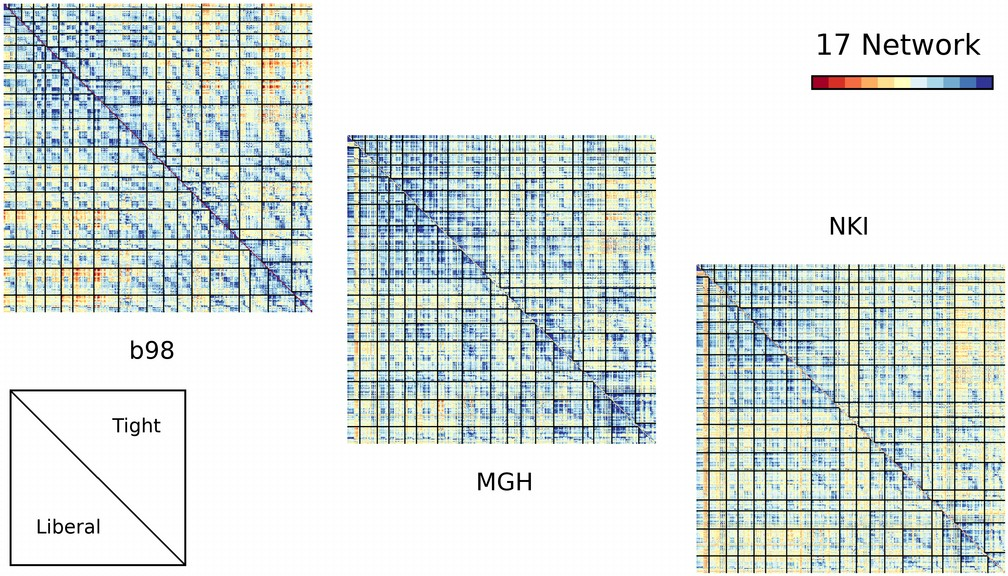 17 Network
NKI
b98
Tight
MGH
Liberal